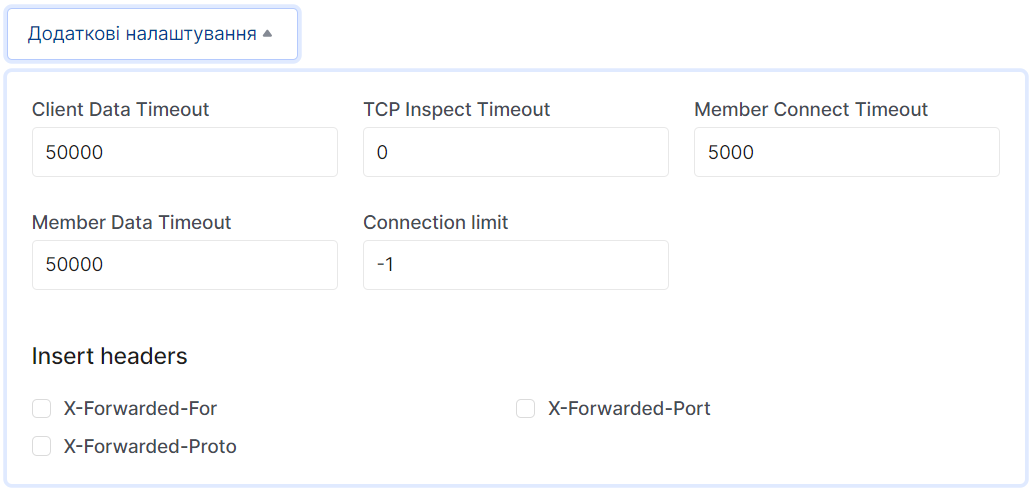 Додаткові налаштування
Client Data Timeout
TCP Inspect Timeout
Member Connect Timeout
50000
0
5000
Member Data Timeout
Connection limit
50000
-1
Insert headers
X-Forwarded-For
X-Forwarded-Port
X-Forwarded-Proto